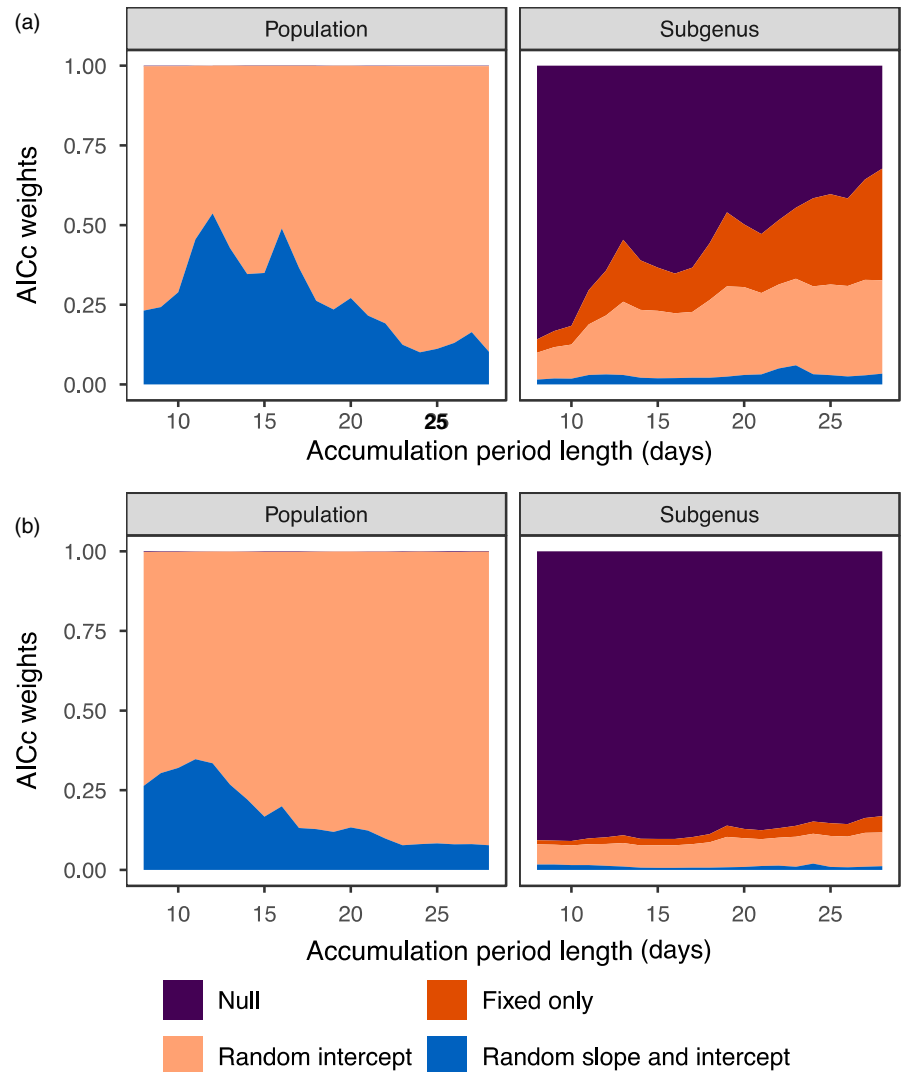 (a)
Population Subgenus
1.00
0.75
0.50
0.25
0.00
AICc weights
10 15 20 25 10 15 20 25
Accumulation period length (days)
(b)
Population Subgenus
1.00
0.75
0.50
0.25
0.00
AICc weights
10 15 20 25 10 15 20 25
Accumulation period length (days)
Null Fixed only
Random intercept Random slope and intercept